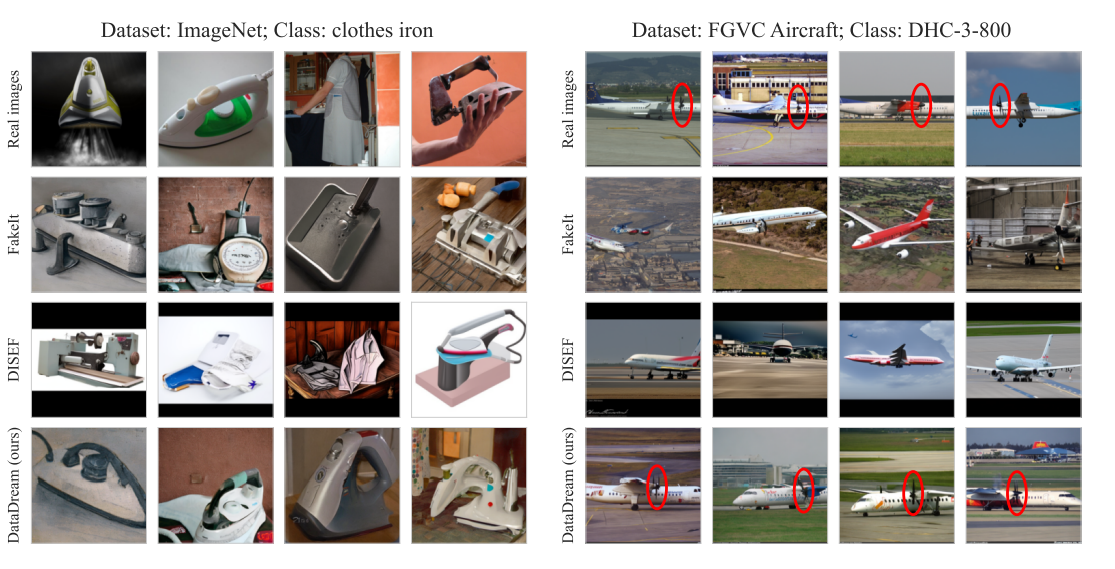 Dataset: ImageNet; Class: clothes iron
Dataset: FGVC Aircraft; Class: DHC-3-800
Real images
Real images
FakeIt
FakeIt
DISEF
DISEF
DataDream (ours)
DataDream (ours)